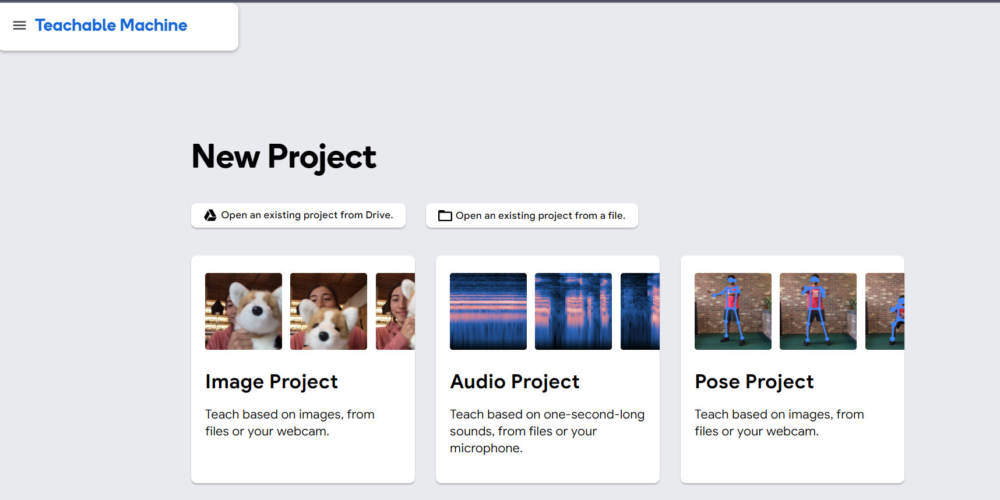 Teachable Machine
New Project
Open an existing project from Drive.
Open an existing project from a file.
Image Project
Teach based on images, from
files or your webcam.
Audio Project
Teach based on one-second-long
sounds, from files or your
microphone.
Pose Project
Teach based on images, from
files or your webcam.